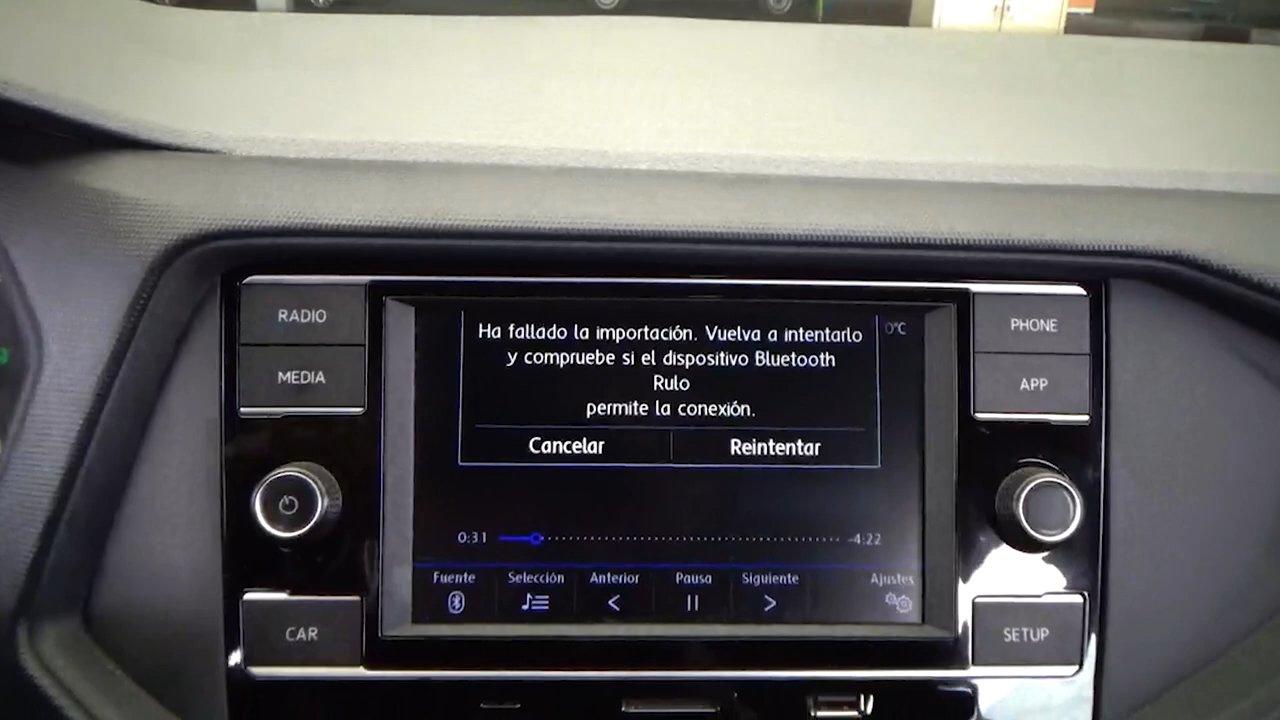 RADIO
MEDIA
CAR
PHONE
APP
SETUP
0°C
Ha fallado la importación. Vuelva a intentarlo
y compruebe si el dispositivo Bluetooth
Rulo
permite la conexión.
Cancelar
Reintentar
0:31
-4:22
Fuente
Selección
Anterior
Pausa
Siguiente
Ajustes